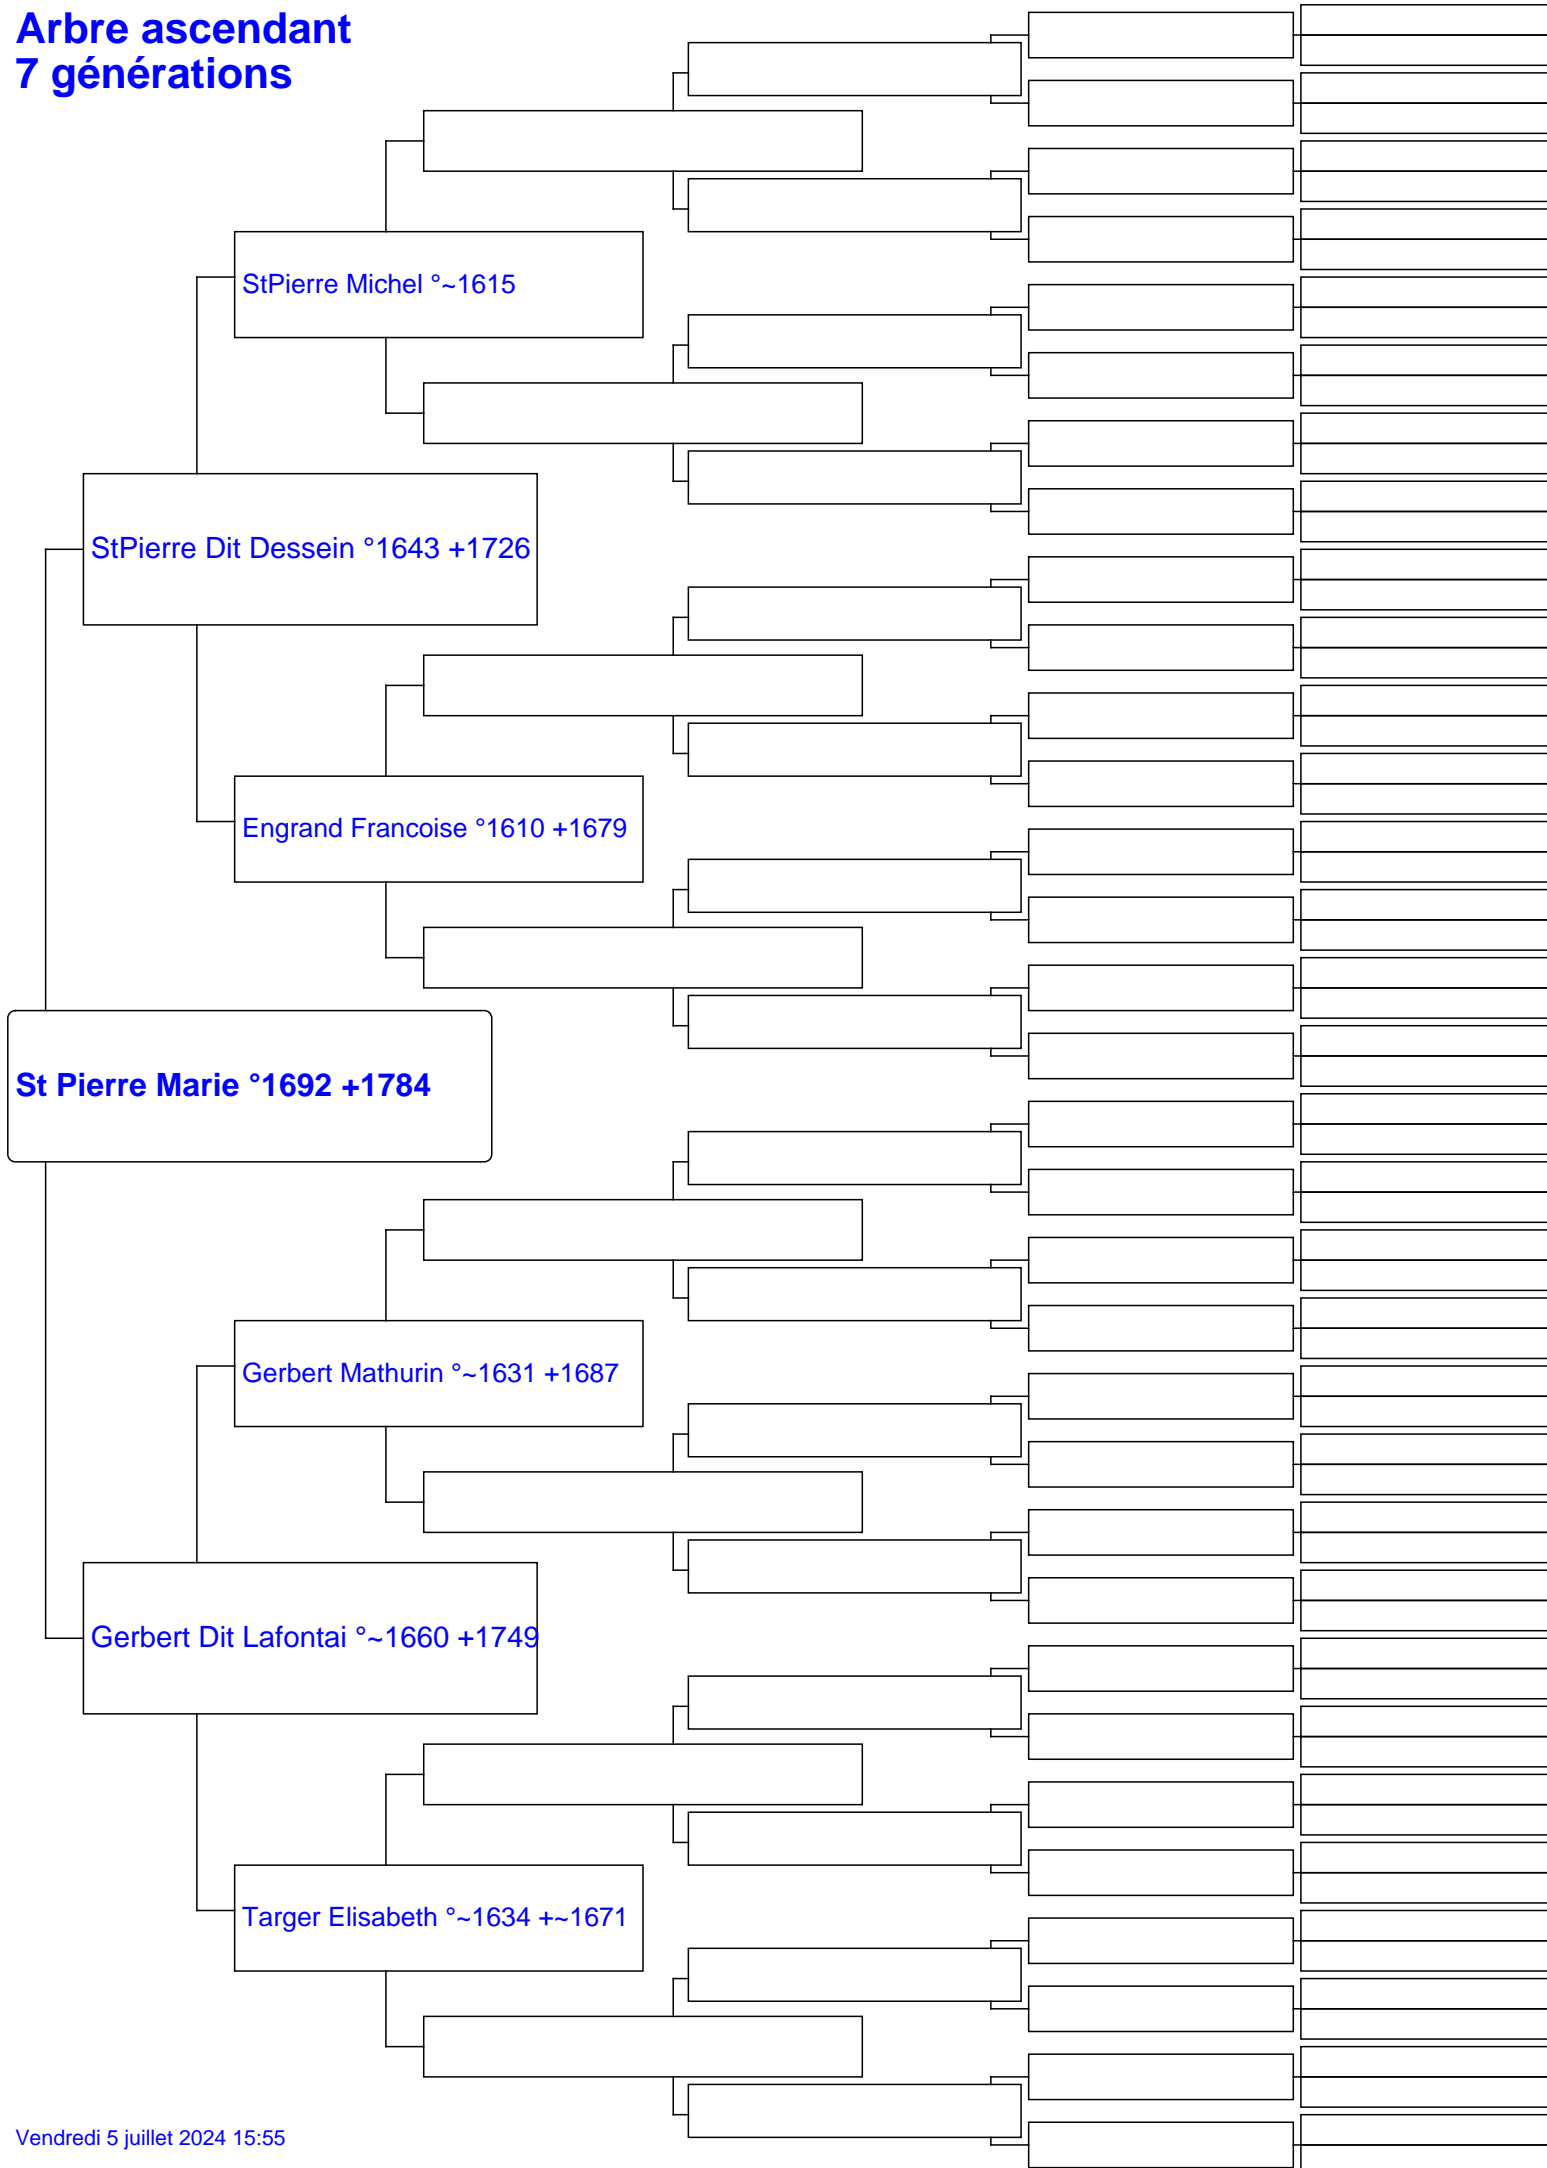 Arbre ascendant
7 générations
StPierre Michel °~1615
StPierre Dit Dessein °1643 +1726
Engrand Francoise °1610 +1679
St Pierre Marie °1692 +1784
Gerbert Mathurin °~1631 +1687
Gerbert Dit Lafontai °~1660 +1749
Targer Elisabeth °~1634 +~1671
Vendredi 5 juillet 2024 15:55